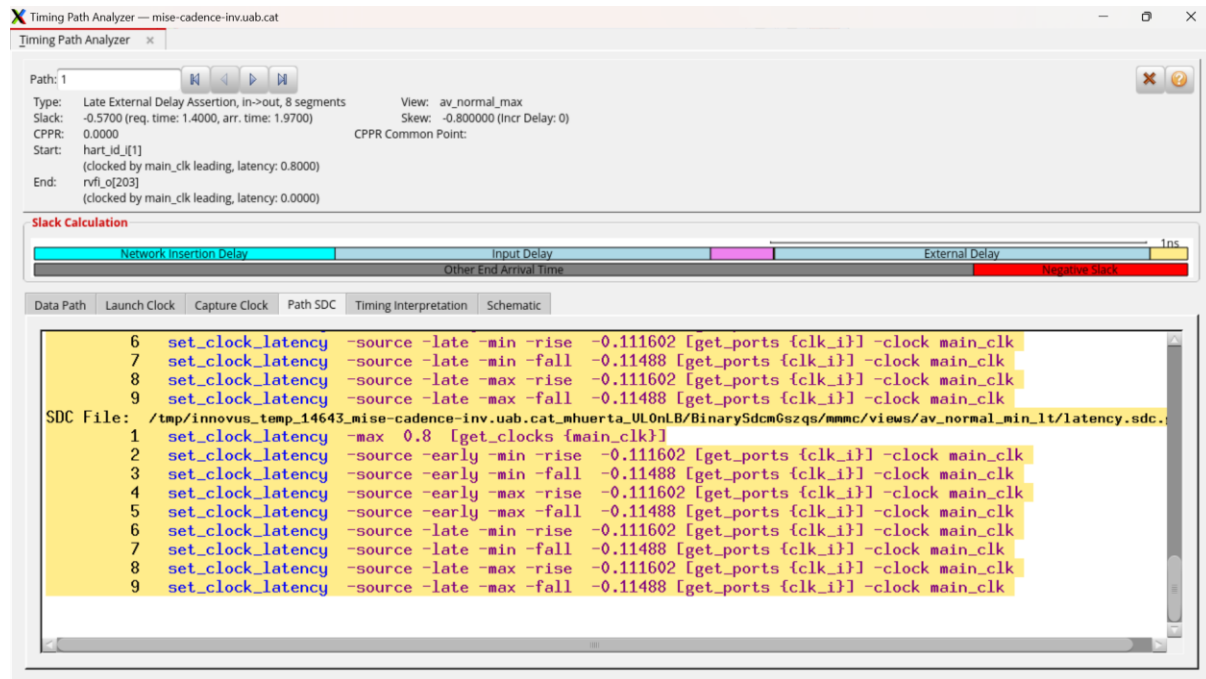 Timing Path Analyzer — mise-cadence-inv.uab.cat
Timing Path Analyzer
Path: 1
Type: Late External Delay Assertion, in->out, 8 segments View: av_normal_max
Slack: -0.5700 (req. time: 1.4000, arr. time: 1.9700) Skew: -0.800000 (Incr Delay: 0)
CPPR: 0.0000 CPPR Common Point:
Start: hart_id_i[1]
(clocked by main_clk leading, latency: 0.8000)
End: rvfi_o[203]
(clocked by main_clk leading, latency: 0.0000)
Slack Calculation
1ns
Network Insertion Delay Input Delay External Delay
Other End Arrival Time Negative Slack
Data Path Launch Clock Capture Clock Path SDC Timing Interpretation Schematic
6 set_clock_latency -source -late -min -rise -0.111602 [get_ports {clk_i}] -clock main_clk
7 set_clock_latency -source -late -min -fall -0.11488 [get_ports {clk_i}] -clock main_clk
8 set_clock_latency -source -late -max -rise -0.111602 [get_ports {clk_i}] -clock main_clk
9 set_clock_latency -source -late -max -fall -0.11488 [get_ports {clk_i}] -clock main_clk
SDC File: /tmp/innovus_temp_14643_mise-cadence-inv.uab.cat_mhuerta_ULOnLB/BinarySdcmGszqs/mmmc/views/av_normal_min_lt/latency.sdc.
1 set_clock_latency -max 0.8 [get_clocks {main_clk}]
2 set_clock_latency -source -early -min -rise -0.111602 [get_ports {clk_i}] -clock main_clk
3 set_clock_latency -source -early -min -fall -0.11488 [get_ports {clk_i}] -clock main_clk
4 set_clock_latency -source -early -max -rise -0.111602 [get_ports {clk_i}] -clock main_clk
5 set_clock_latency -source -early -max -fall -0.11488 [get_ports {clk_i}] -clock main_clk
6 set_clock_latency -source -late -min -rise -0.111602 [get_ports {clk_i}] -clock main_clk
7 set_clock_latency -source -late -min -fall -0.11488 [get_ports {clk_i}] -clock main_clk
8 set_clock_latency -source -late -max -rise -0.111602 [get_ports {clk_i}] -clock main_clk
9 set_clock_latency -source -late -max -fall -0.11488 [get_ports {clk_i}] -clock main_clk